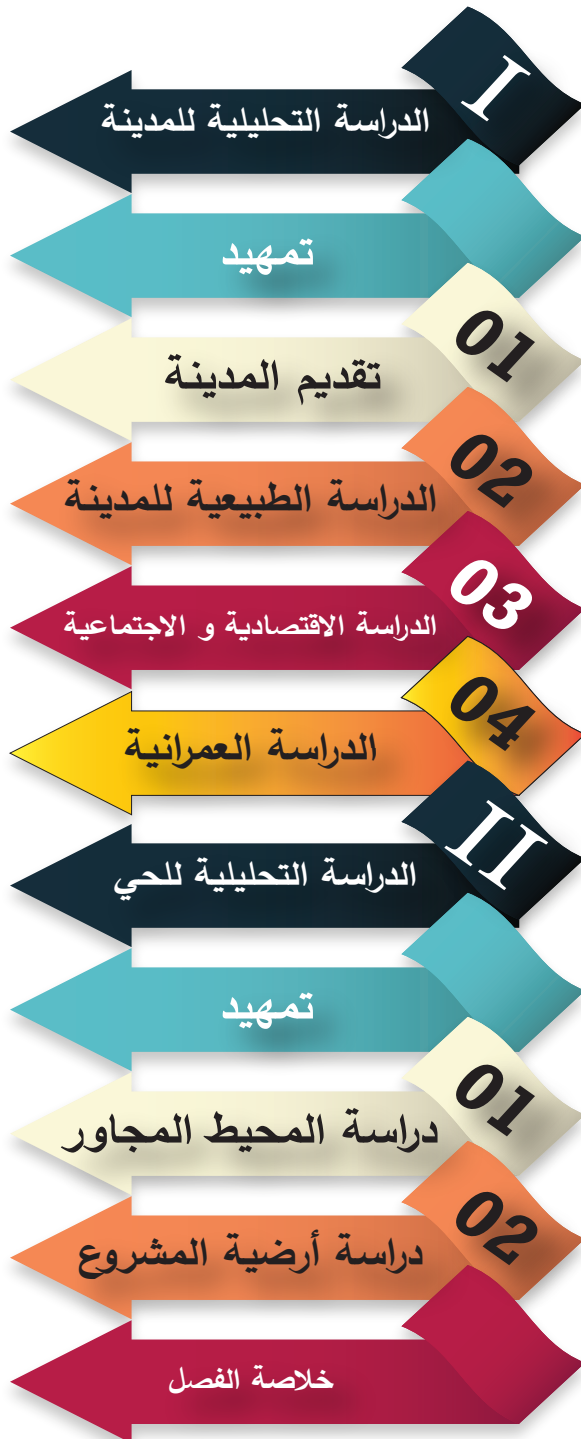 I
الدراسة التحليلية للمدينة
تمهيد
01
تقديم المدينة
02
الدراسة الطبيعية للمدينة
03
الدراسة الاقتصادية و الاجتماعية
04
الدراسة العمرانية
II
الدراسة التحليلية للحي
تمهيد
01
دراسة المحيط المجاور
02
دراسة أرضية المشروع
خلاصة الفصل